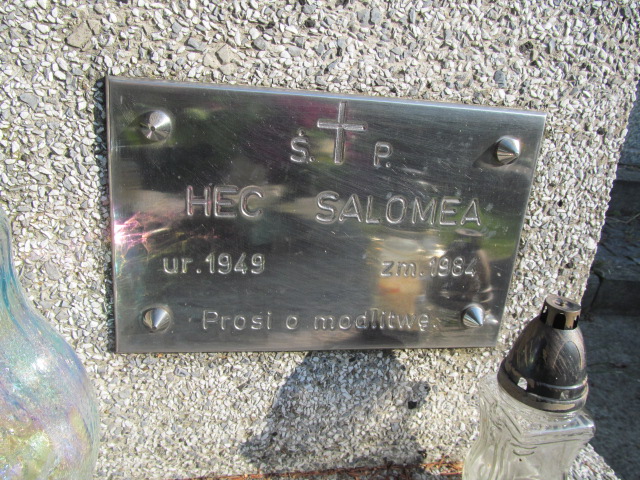 Ś. P.
HEC SALOMEA
ur. 1949 zm. 1984
Prosi o modlitwę.